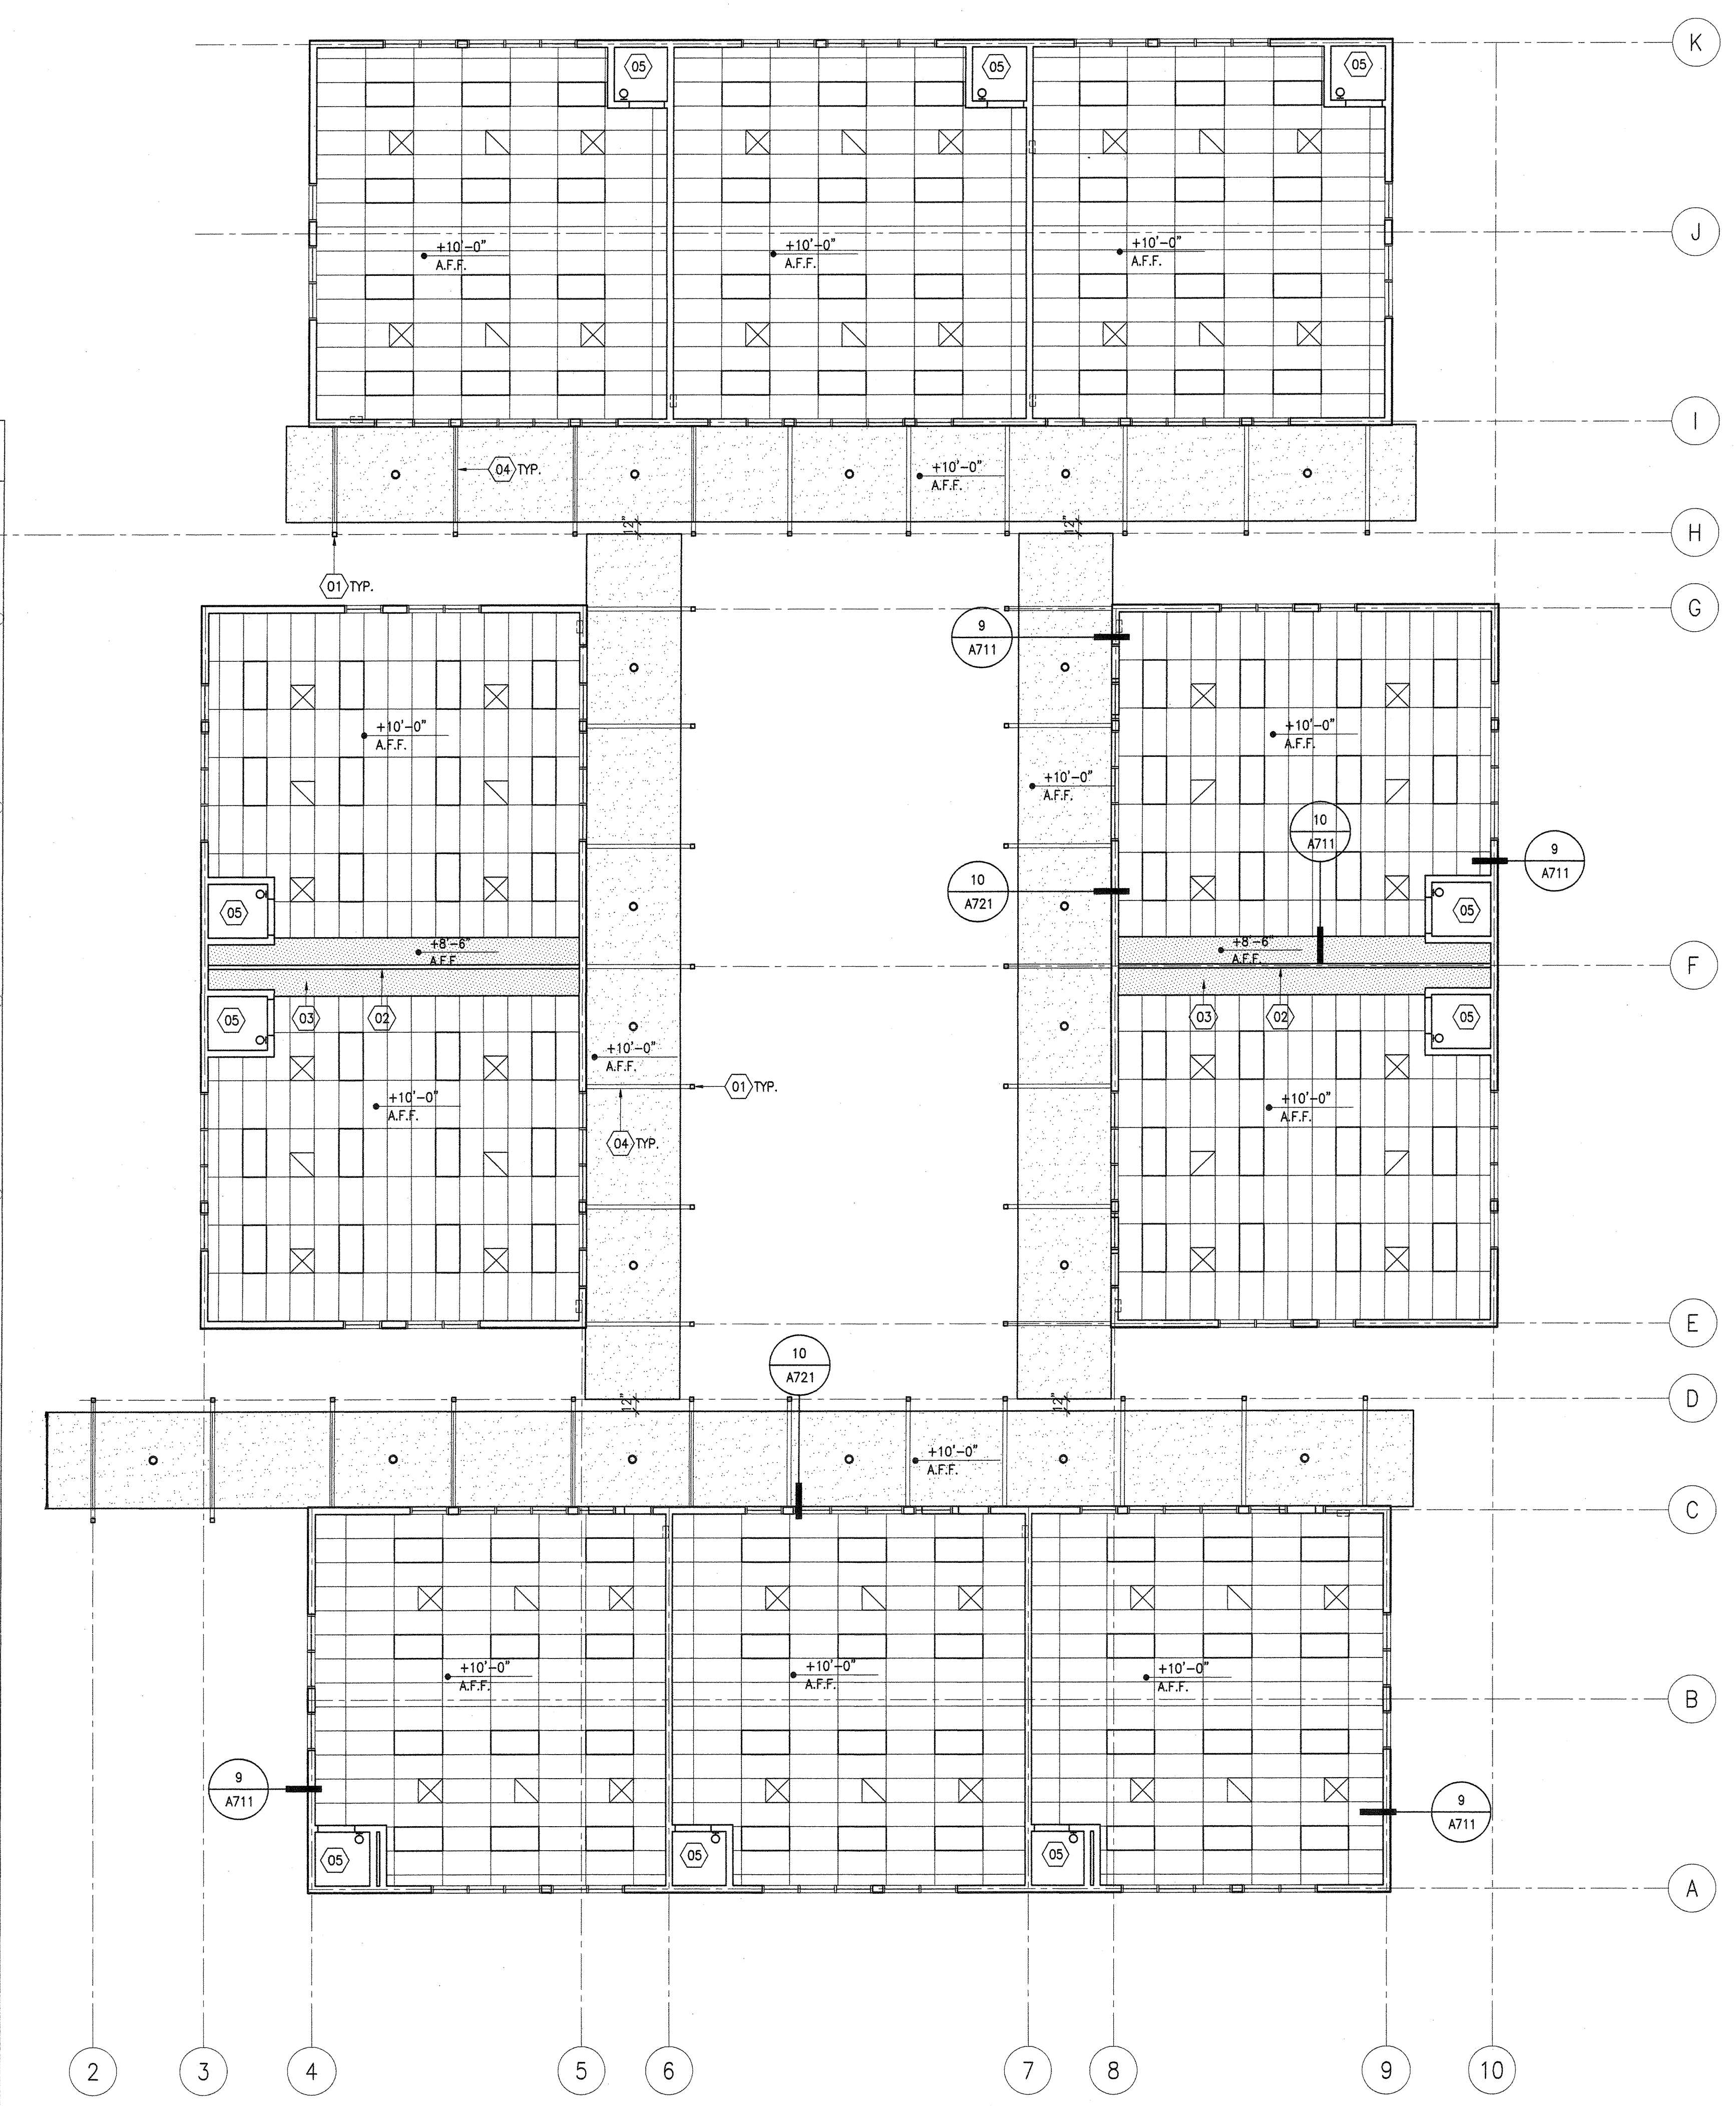 K
05
05
05
J
+10'-0"
A.F.F.
+10'-0"
A.F.F.
+10'-0"
A.F.F.
I
04 TYP.
+10'-0"
A.F.F.
12"
12"
H
01 TYP.
G
9
A711
+10'-0"
A.F.F.
+10'-0"
A.F.F.
+10'-0"
A.F.F.
10
A711
9
A711
10
A721
05
05
+8'-6"
A.F.F.
+8'-6"
A.F.F.
F
05
03
02
03
02
05
+10'-0"
A.F.F.
01 TYP.
+10'-0"
A.F.F.
+10'-0"
A.F.F.
04 TYP.
E
10
A721
D
12"
12"
+10'-0"
A.F.F.
C
+10'-0"
A.F.F.
+10'-0"
A.F.F.
+10'-0"
A.F.F.
B
9
A711
9
A711
05
05
05
A
2
3
4
5
6
7
8
9
10